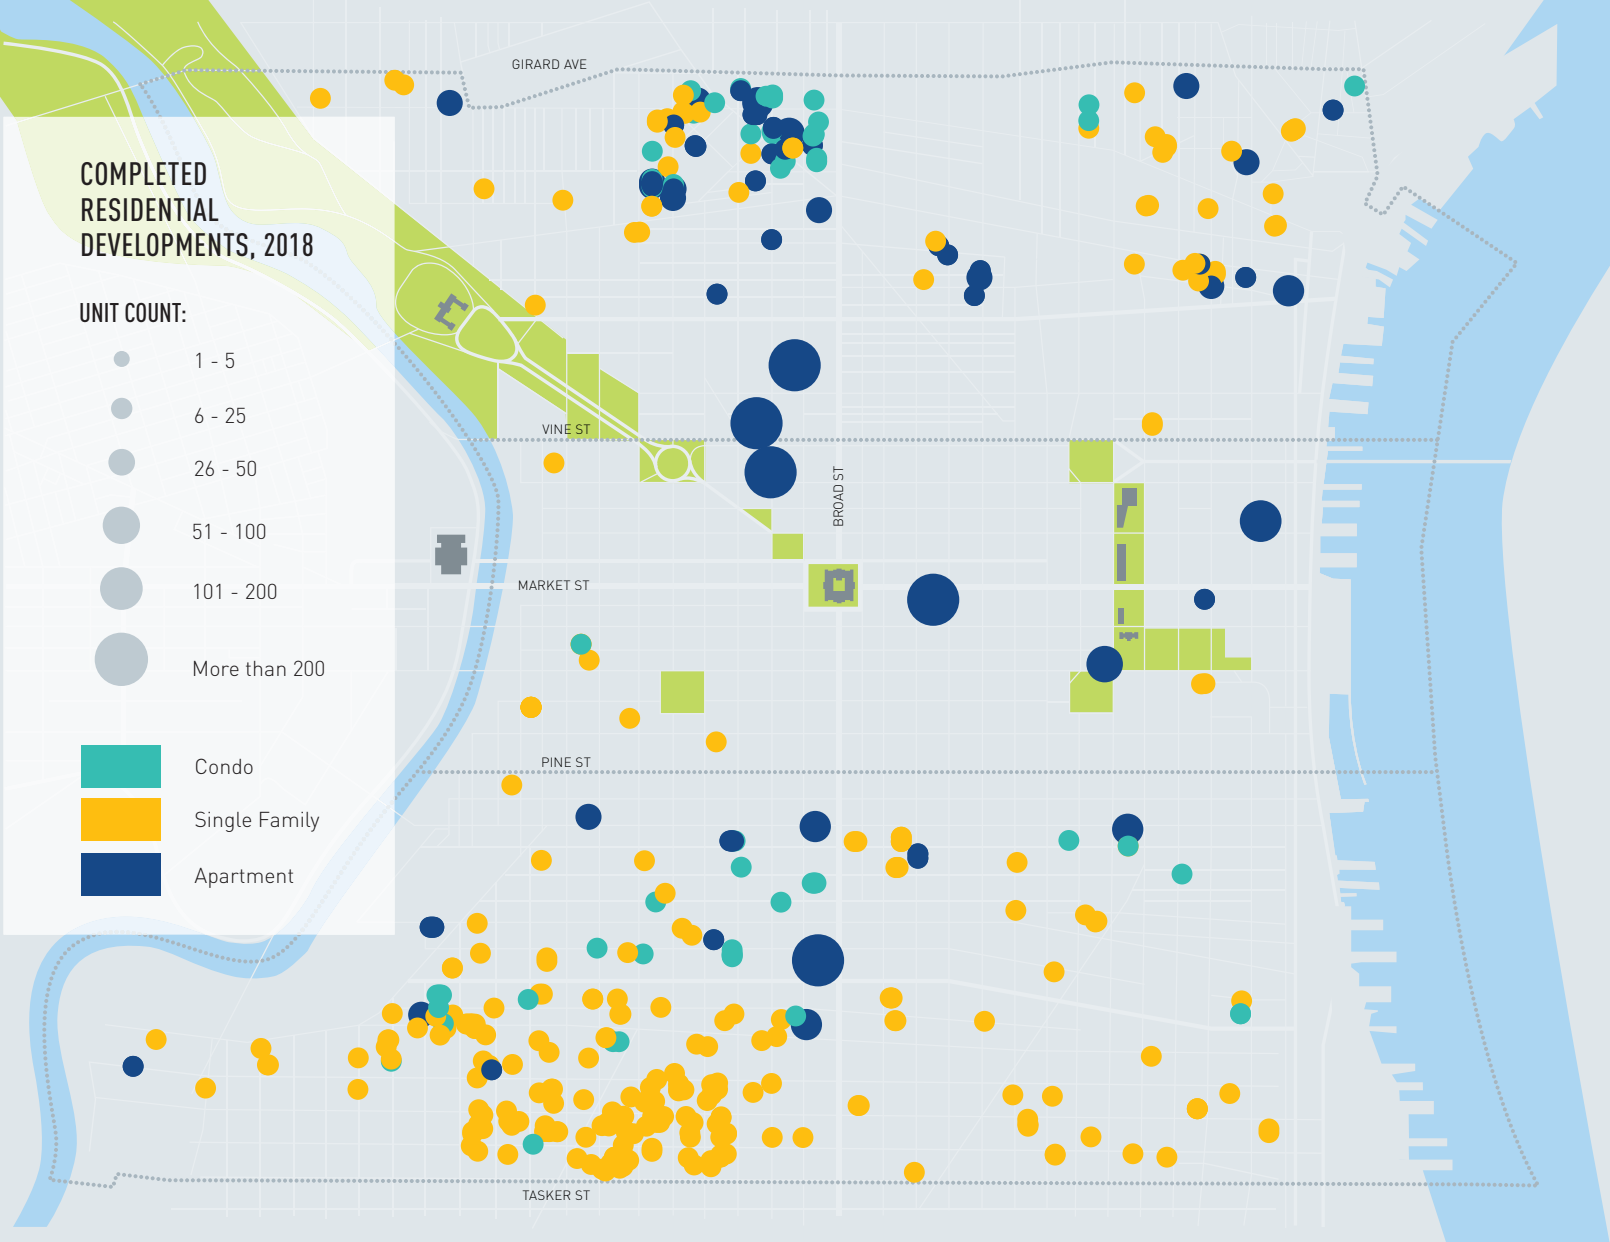 GIRARD AVE
COMPLETED
RESIDENTIAL
DEVELOPMENTS, 2018
UNIT COUNT:
1 - 5
6 - 25
26 - 50
51 - 100
101 - 200
More than 200
Condo
Single Family
Apartment
VINE ST
BROAD ST
MARKET ST
PINE ST
TASKER ST